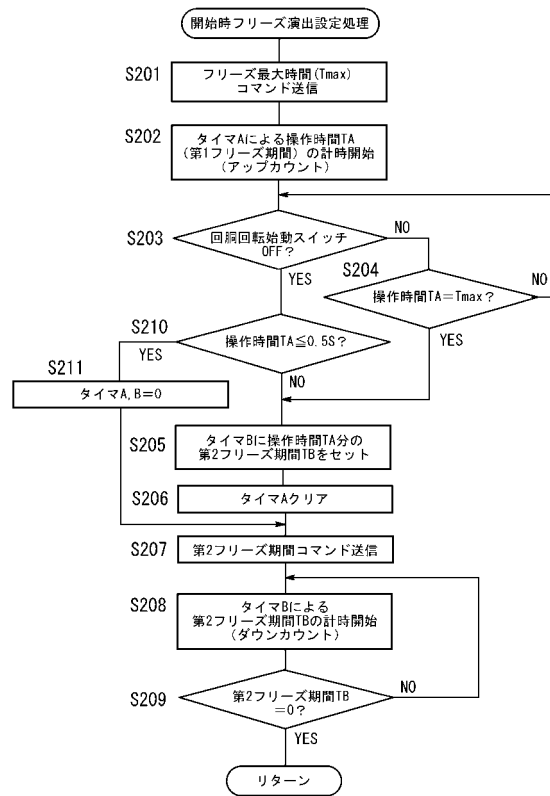 開始時フリーズ演出設定処理
S201
フリーズ最大時間(Tmax)
コマンド送信
S202
タイマAによる操作時間TA
(第1フリーズ期間)の計時開始
(アップカウント)
S203
回胴回転始動スイッチ
OFF?
NO
YES
S204
操作時間TA=Tmax?
NO
YES
S210
操作時間TA≦0.5S?
YES
NO
S211
タイマA,B=0
S205
タイマBに操作時間TA分の
第2フリーズ期間TBをセット
S206
タイマAクリア
S207
第2フリーズ期間コマンド送信
S208
タイマBによる
第2フリーズ期間TBの計時開始
(ダウンカウント)
S209
第2フリーズ期間TB
=0?
NO
YES
リターン